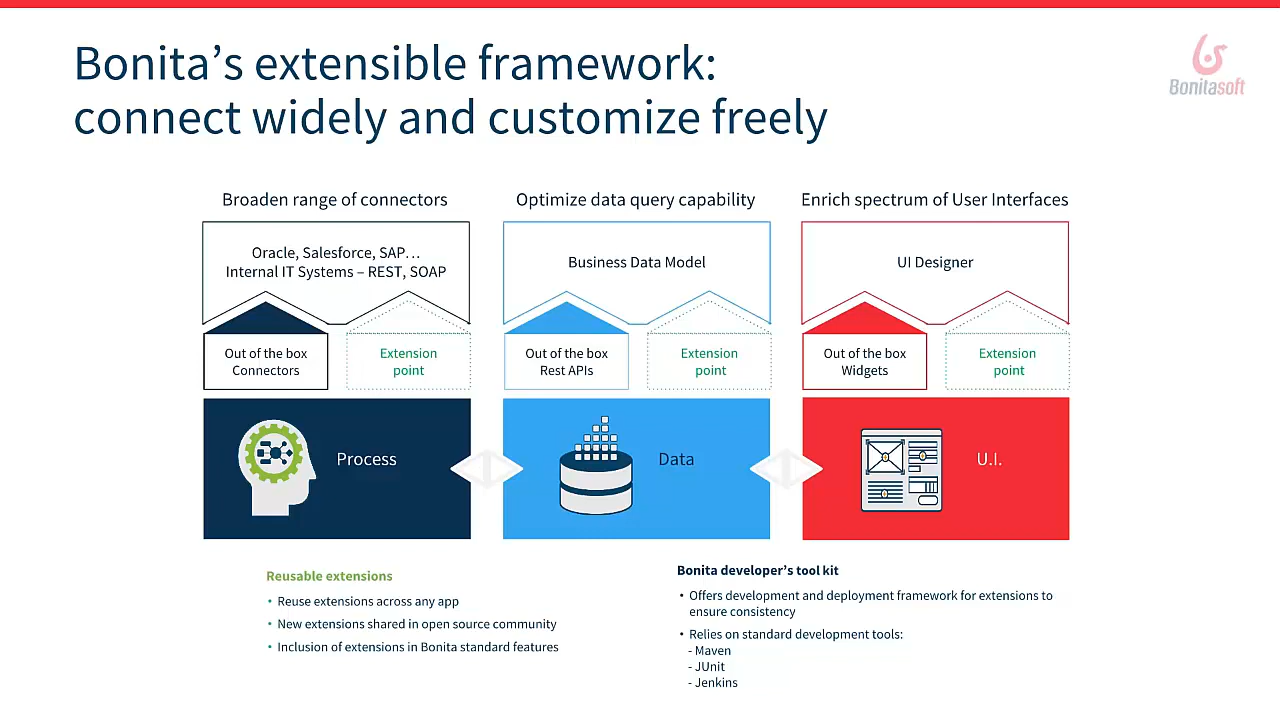 Bonita’s extensible framework:
connect widely and customize freely
Bonitasoft
Broaden range of connectors
Oracle, Salesforce, SAP…
Internal IT Systems – REST, SOAP
Out of the box
Connectors
Extension
point
Process
Optimize data query capability
Business Data Model
Out of the box
Rest APIs
Extension
point
Data
Enrich spectrum of User Interfaces
UI Designer
Out of the box
Widgets
Extension
point
U.I.
Reusable extensions
• Reuse extensions across any app
• New extensions shared in open source community
• Inclusion of extensions in Bonita standard features
Bonita developer’s tool kit
• Offers development and deployment framework for extensions to
ensure consistency
• Relies on standard development tools:
- Maven
- JUnit
- Jenkins